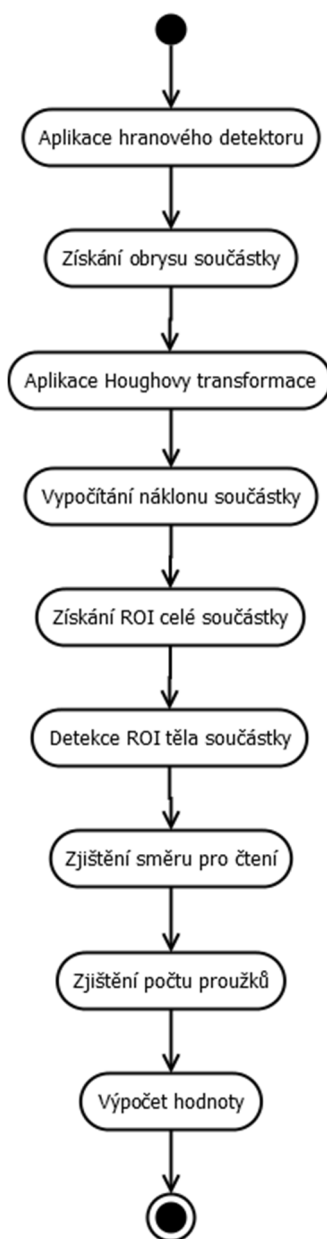 Aplikace hranového detektoru
Získání obrysu součástky
Aplikace Houghovy transformace
Vypočítání náklonu součástky
Získání ROI celé součástky
Detekce ROI těla součástky
Zjištění směru pro čtení
Zjištění počtu proužků
Výpočet hodnoty